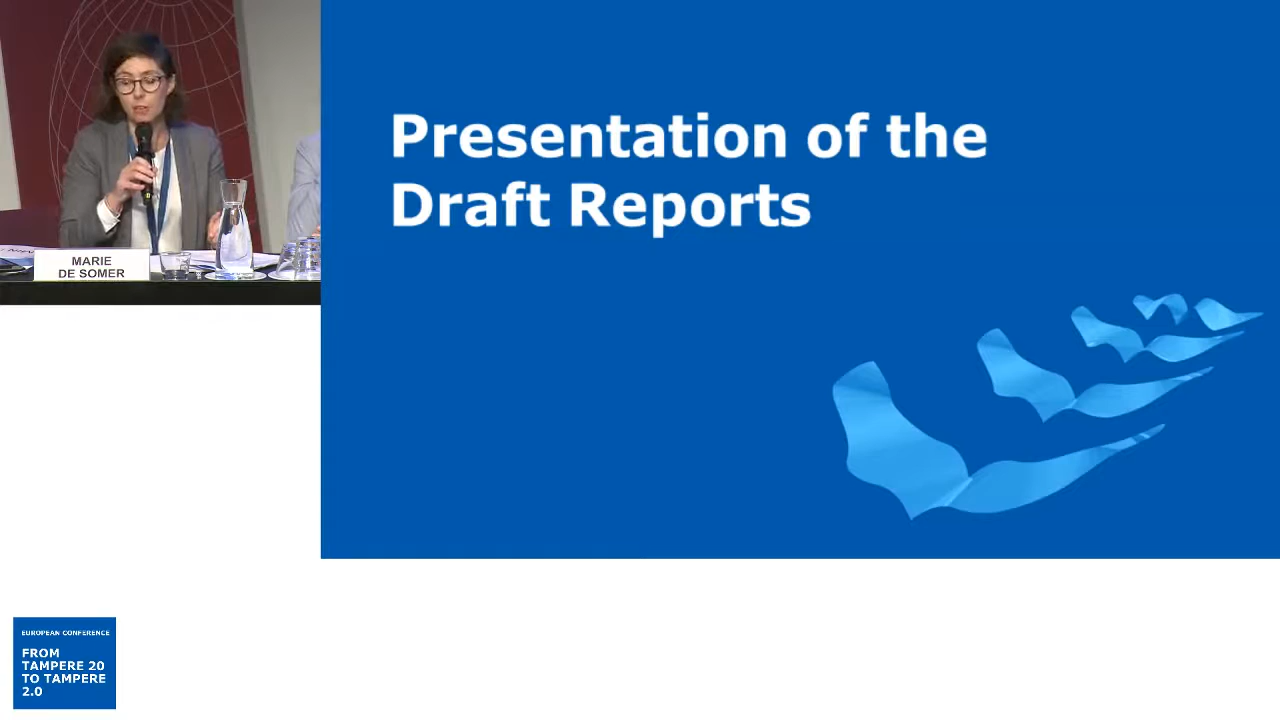 MARIE
DE SOMER
Presentation of the
Draft Reports
EUROPEAN CONFERENCE
FROM
TAMPERE 20
TO TAMPERE
2.0